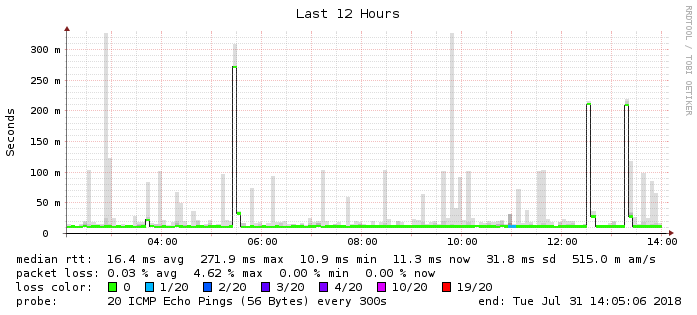 Last 12 Hours
RRDTOOL / TOBI OETIKER
Seconds
300 m
250 m
200 m
150 m
100 m
50 m
0
04:00 06:00 08:00 10:00 12:00 14:00
median rtt: 16.4 ms avg 271.9 ms max 10.9 ms min 11.3 ms now 31.8 ms sd 515.0 m am/s
packet loss: 0.03 % avg 4.62 % max 0.00 % min 0.00 % now
loss color: 0 1/20 2/20 3/20 4/20 10/20 19/20
probe: 20 ICMP Echo Pings (56 Bytes) every 300s end: Tue Jul 31 14:05:06 2018